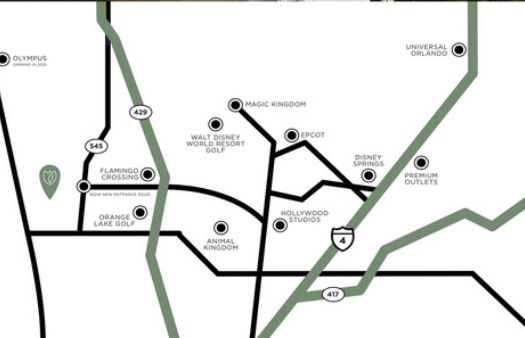 UNIVERSAL
ORLANDO
OLYMPUS
OPENING IN 2025
MAGIC KINGDOM
429
WALT DISNEY
WORLD RESORT
GOLF
EPCOT
545
DISNEY
SPRINGS
PREMIUM
OUTLETS
FLAMINGO
CROSSING
NEW ENTRANCE ROAD
ORANGE
LAKE GOLF
HOLLYWOOD
STUDIOS
ANIMAL
KINGDOM
4
417